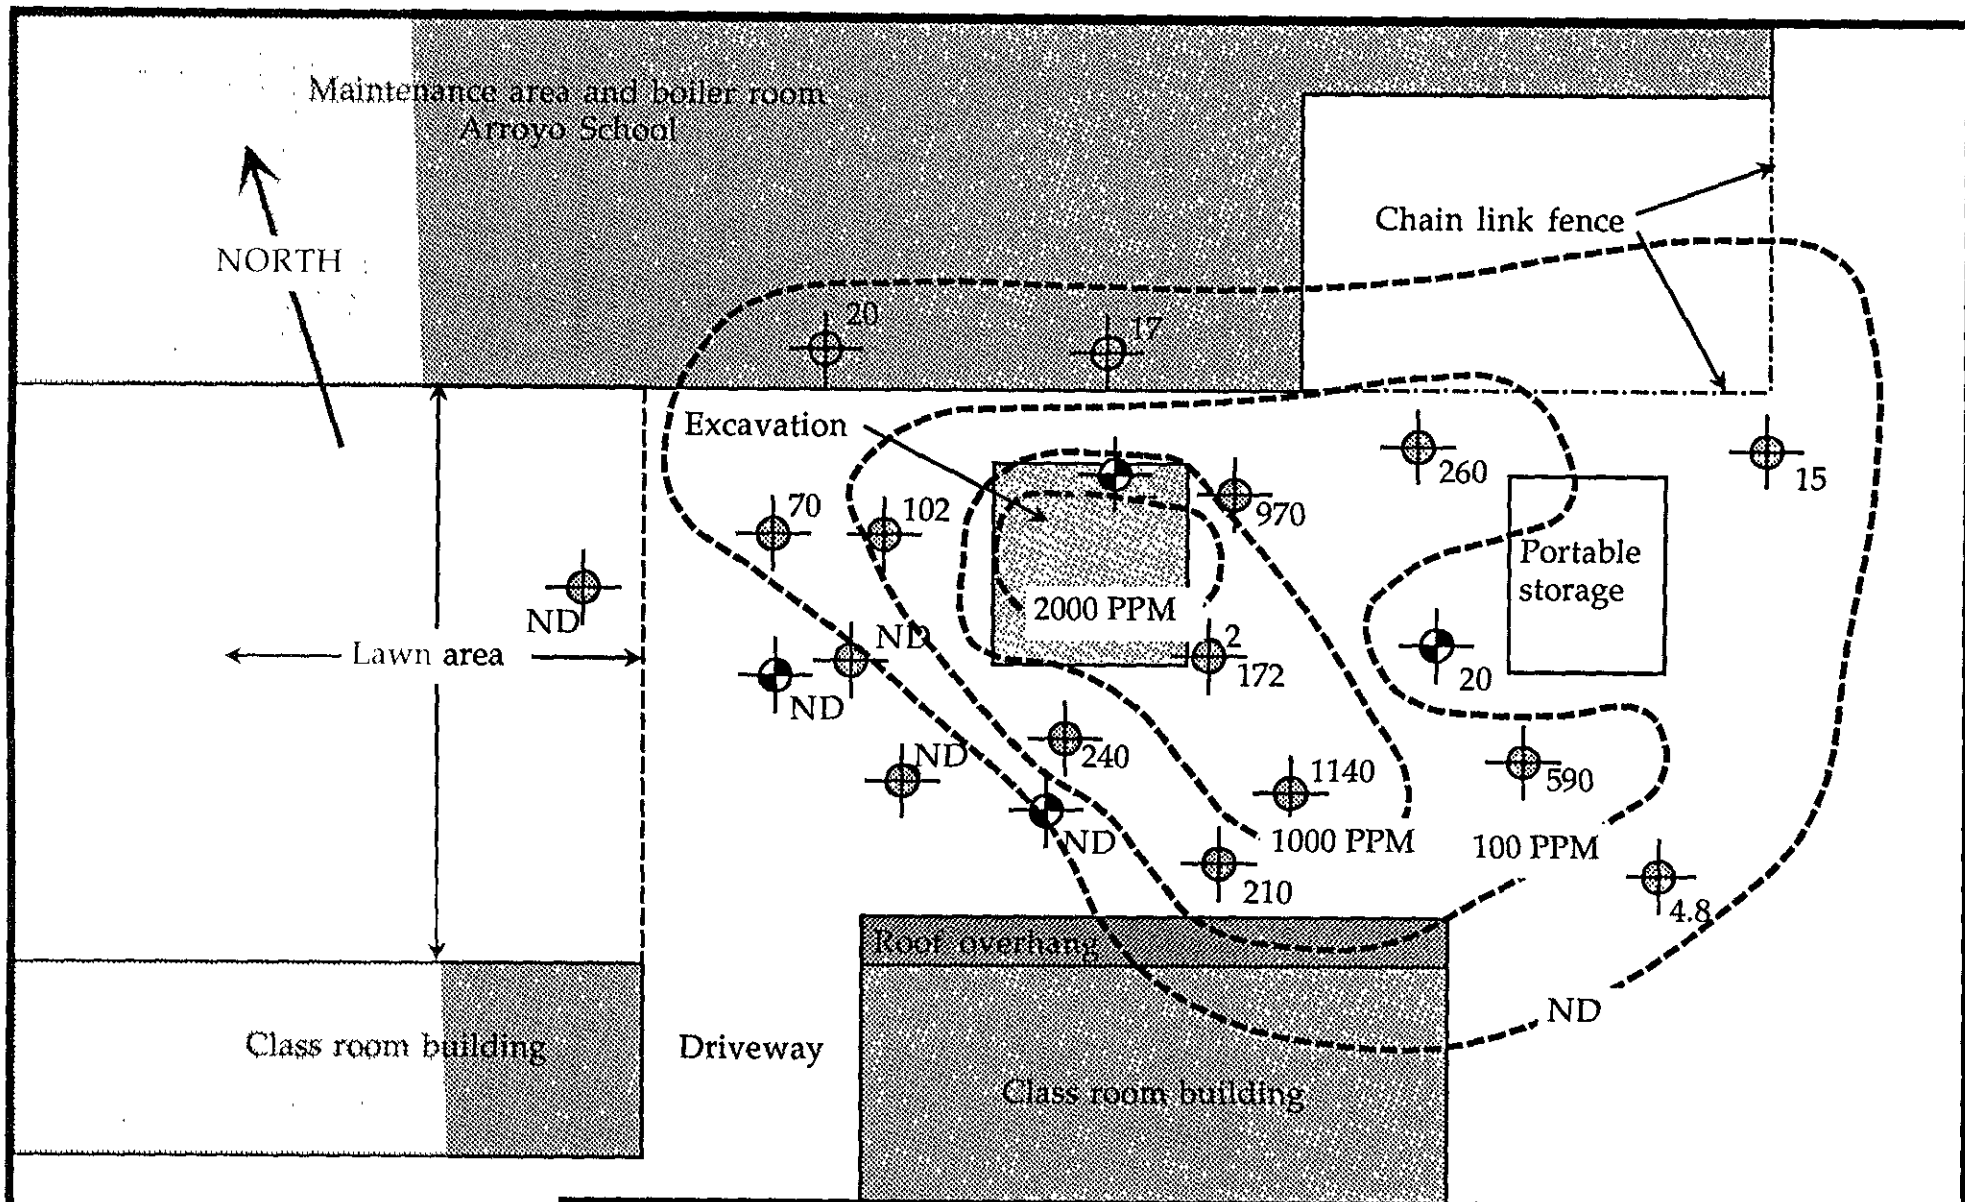 Maintenance area and boiler room
Arroyo School
NORTH
Chain link fence
20
17
Excavation
260
15
970
70
102
Portable
storage
ND
2000 PPM
ND
2
172
20
Lawn area
ND
ND
240
1140
590
ND
1000 PPM
100 PPM
210
4.8
Roof overhang
ND
Class room building
Driveway
Class room building